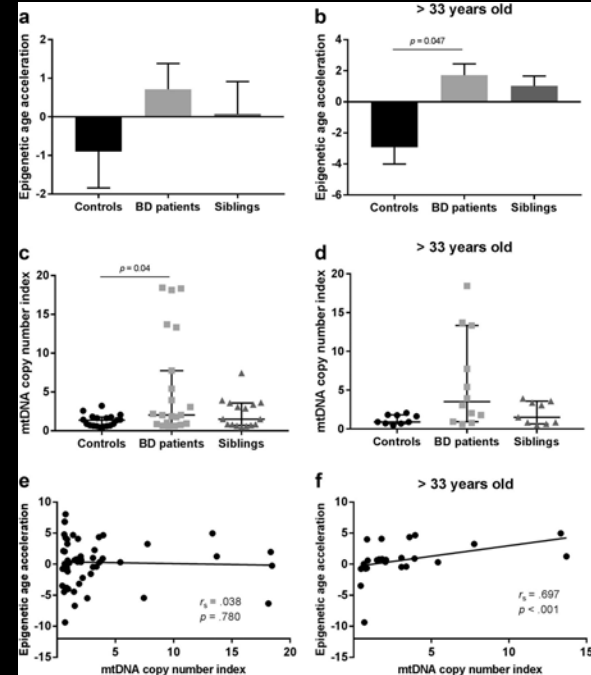 a
Epigenetic age acceleration
2
1
0
-1
-2
Controls BD patients Siblings
b
> 33 years old
Epigenetic age acceleration
4
2
0
-2
-4
-6
p = 0.047
Controls BD patients Siblings
c
mtDNA copy number index
20
15
10
5
0
p = 0.04
Controls BD patients Siblings
d
> 33 years old
mtDNA copy number index
20
15
10
5
0
Controls BD patients Siblings
e
Epigenetic age acceleration
10
5
0
-5
-10
-15
rs = .038
p = .780
0 5 10 15 20
mtDNA copy number index
f
> 33 years old
Epigenetic age acceleration
15
10
5
0
-5
-10
-15
rs = .697
p < .001
0 5 10 15
mtDNA copy number index